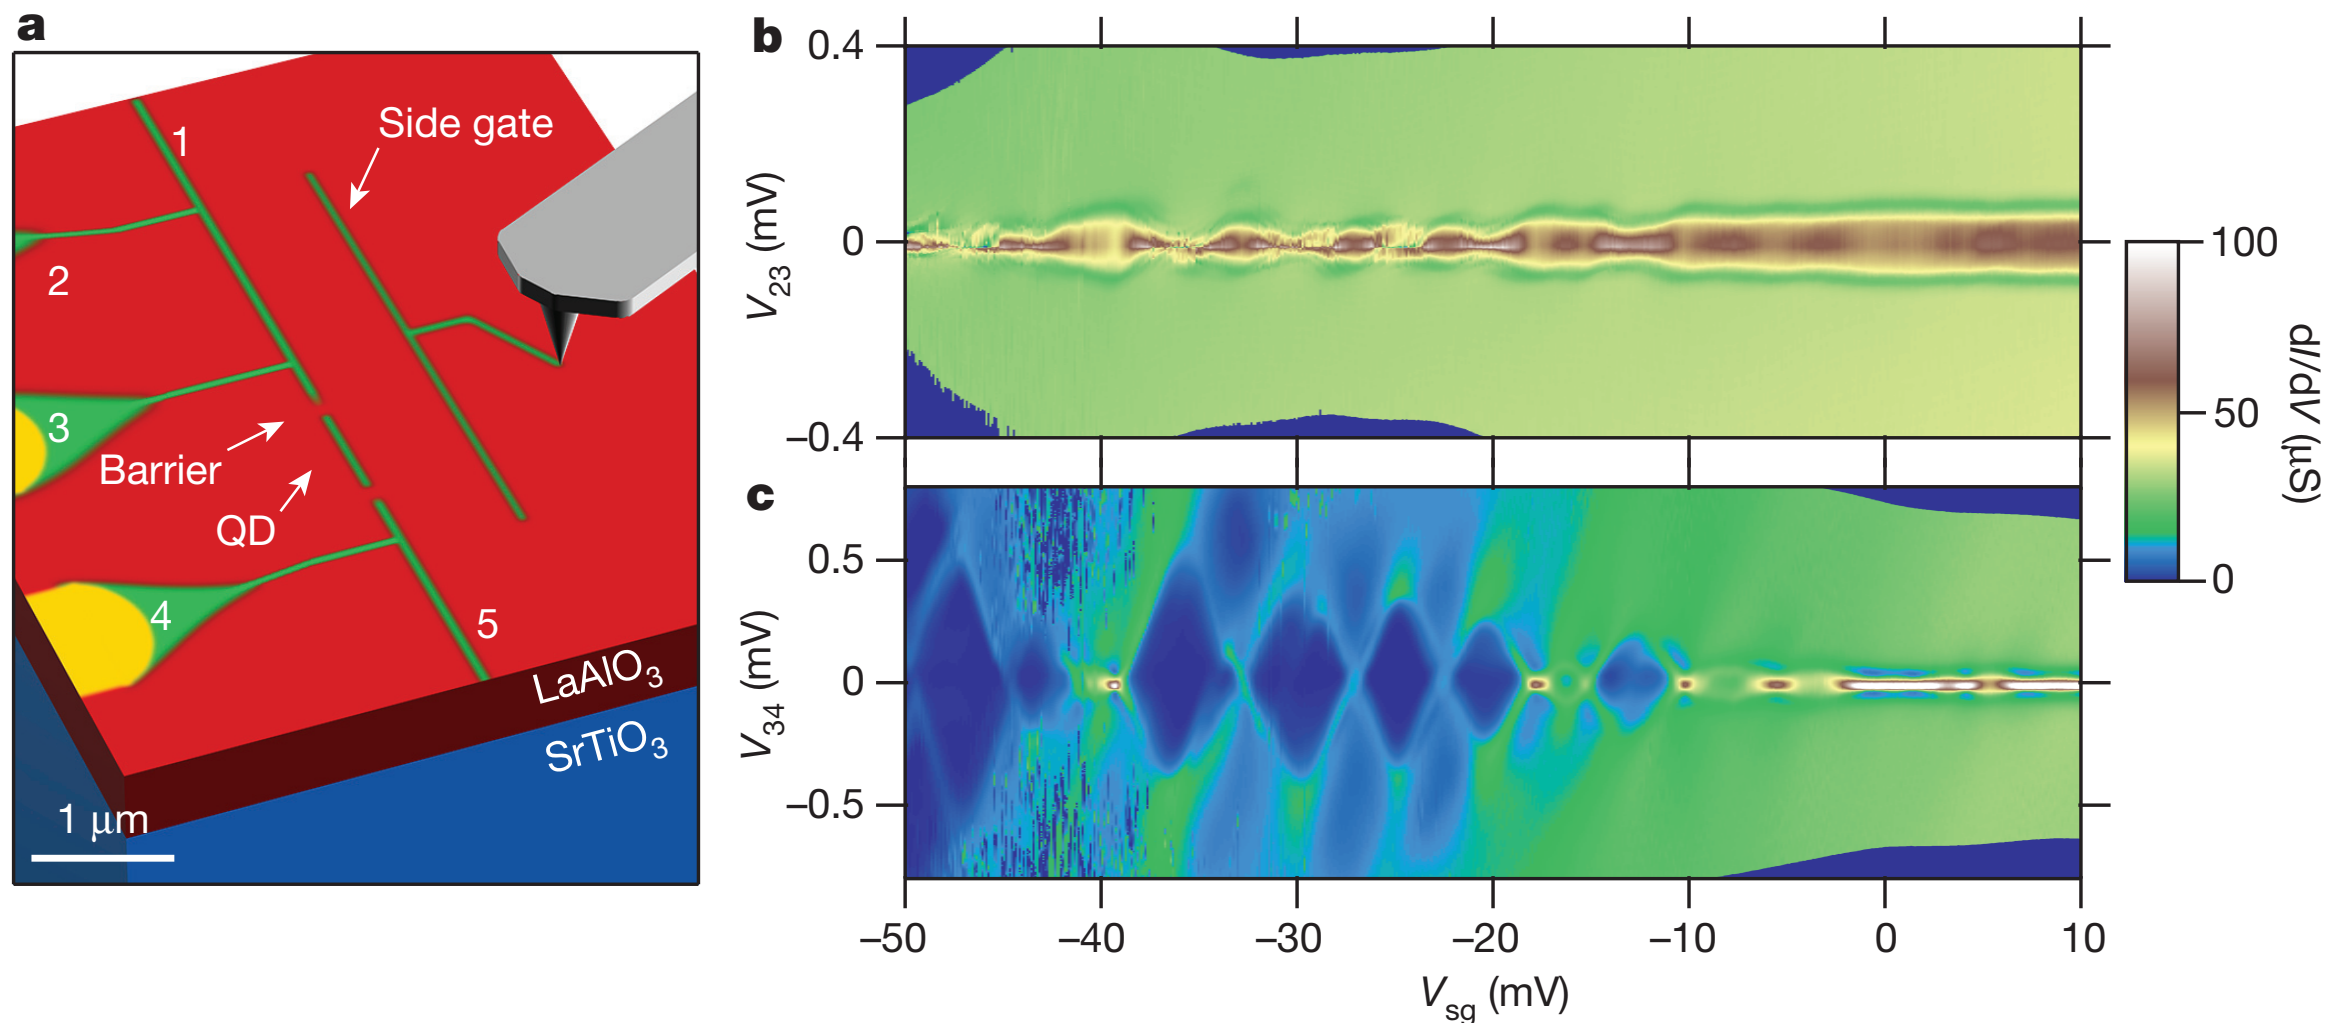 a
1
Side gate
2
3
Barrier
QD
4
5
LaAlO₃
SrTiO₃
1 μm
b
0.4
0
–0.4
V₂₃ (mV)
c
0.5
0
–0.5
V₃₄ (mV)
–50
–40
–30
–20
–10
0
10
Vsg (mV)
100
50
0
dI/dV (μS)